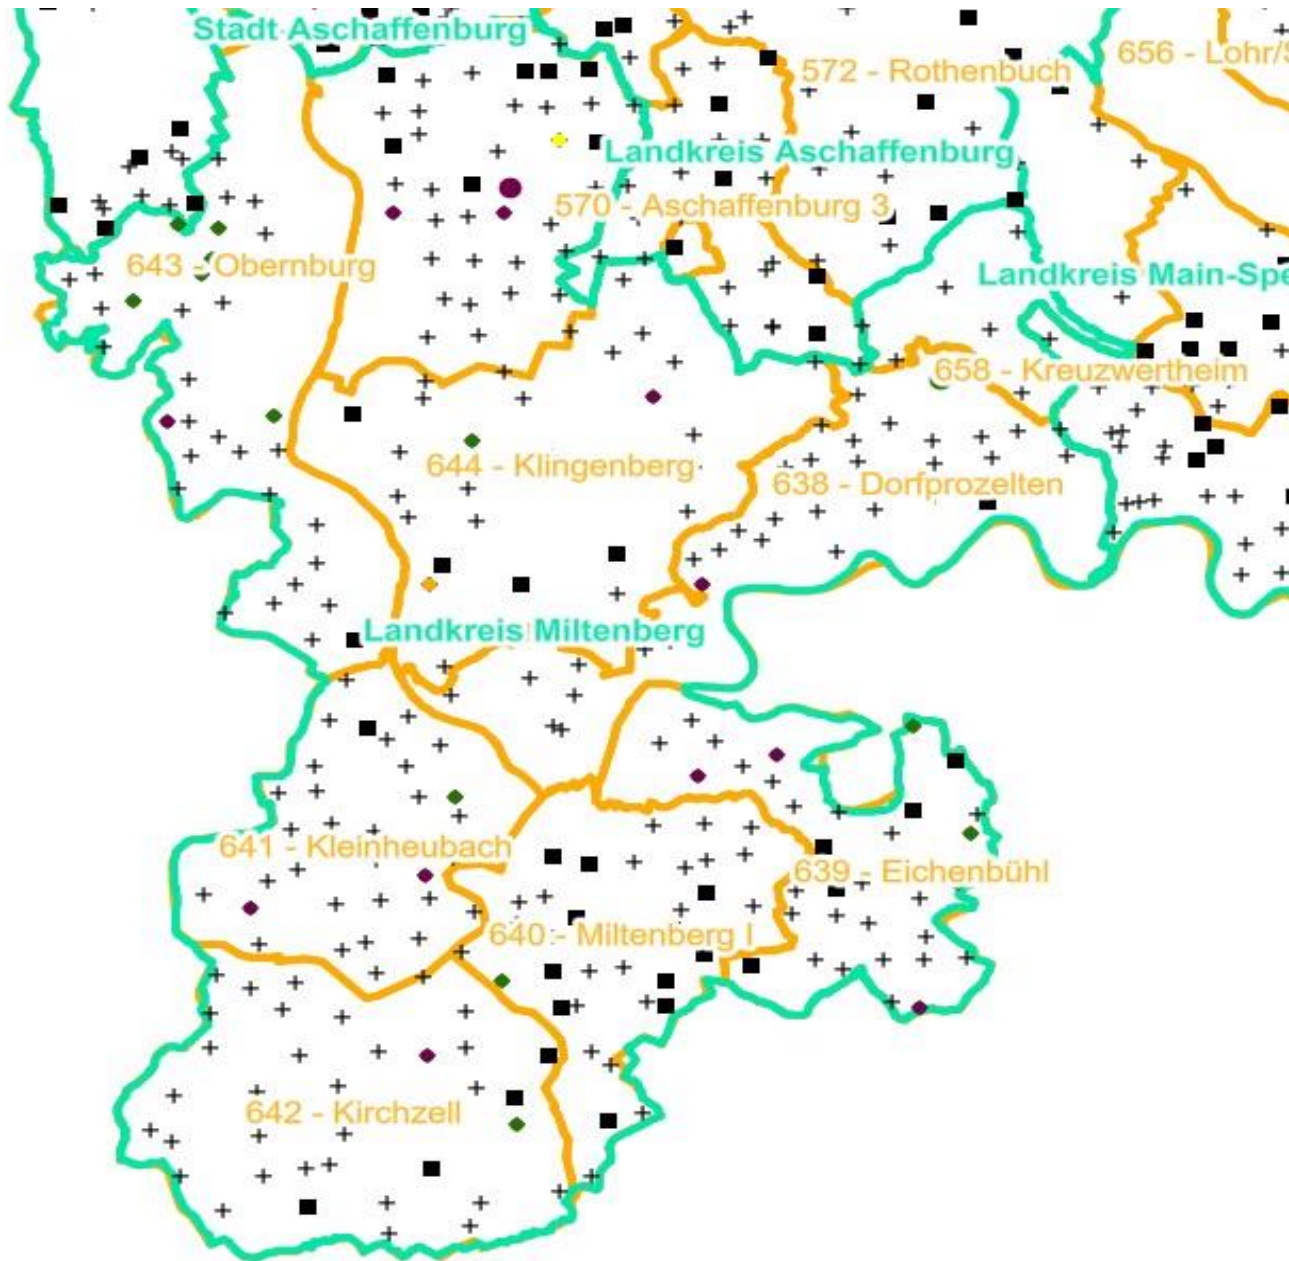 Stadt Aschaffenburg
656 - Lohr/S
572 - Rothenbuch
Landkreis Aschaffenburg
570 - Aschaffenburg 3
643 - Obernburg
Landkreis Main-Spe
658 - Kreuzwertheim
644 - Klingenberg
638 - Dorfprozelten
Landkreis Miltenberg
641 - Kleinheubach
639 - Eichenbühl
640 - Miltenberg I
642 - Kirchzell